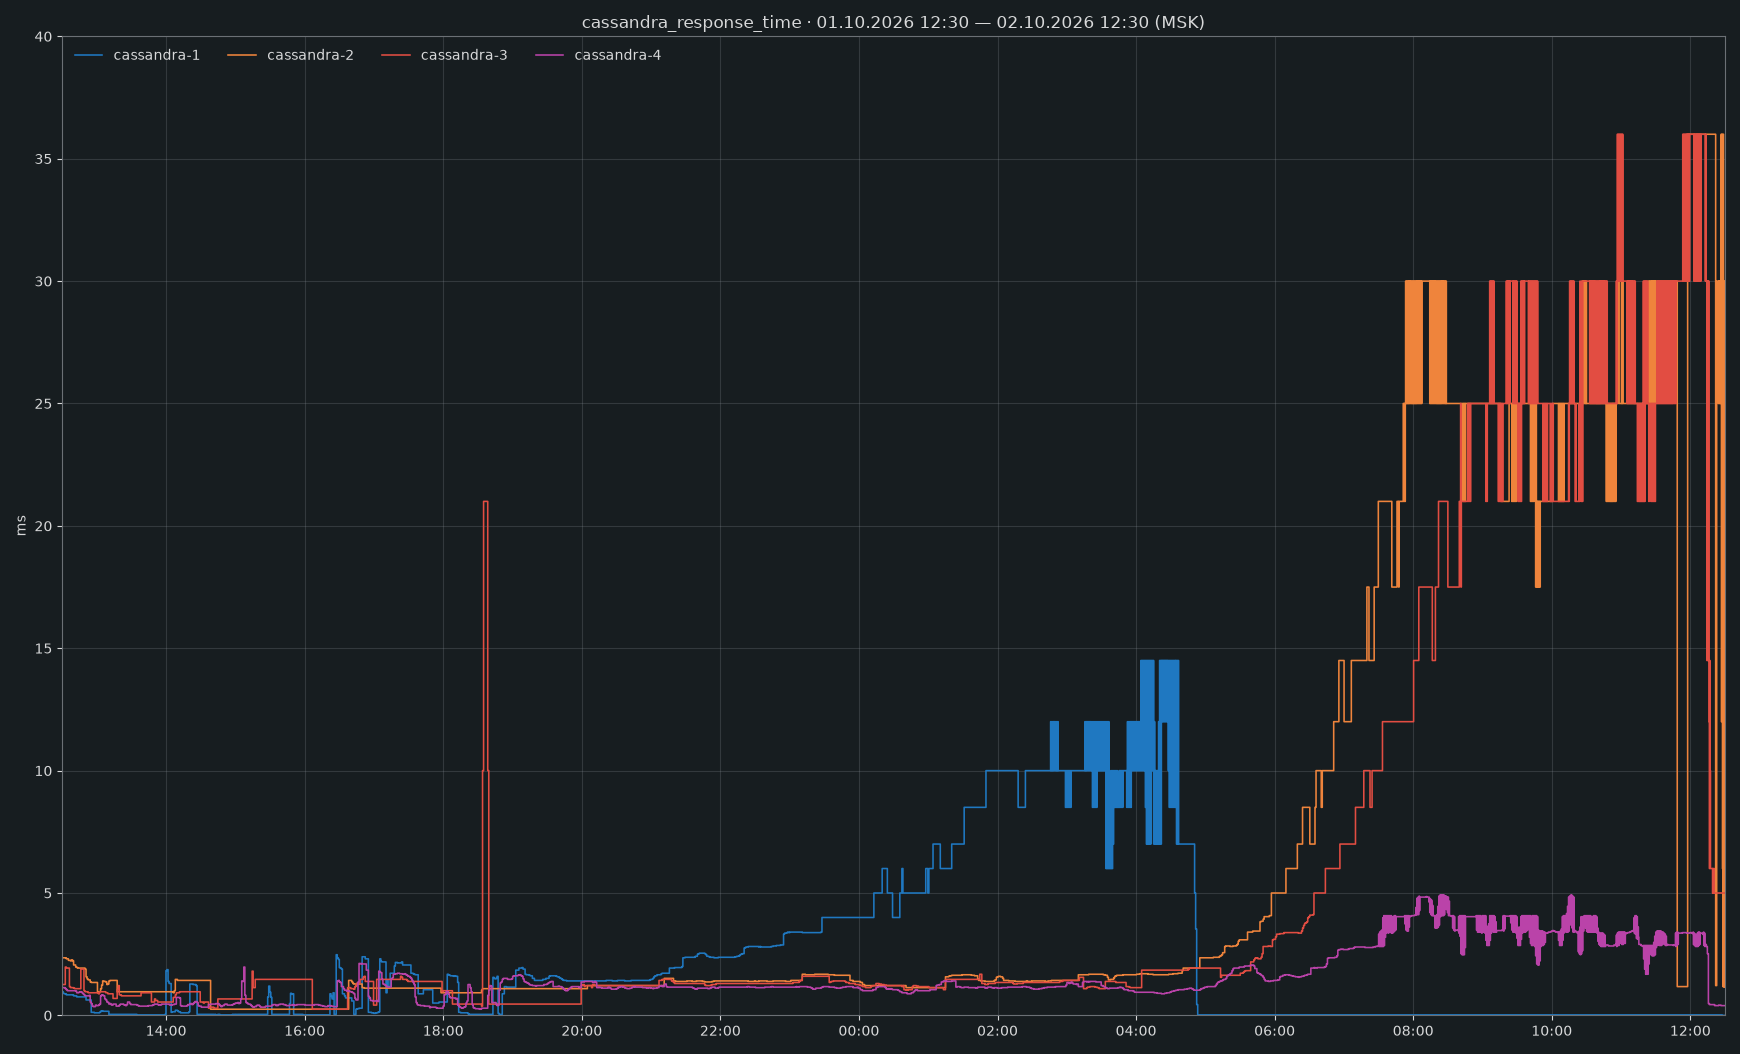 cassandra_response_time · 01.10.2026 12:30 — 02.10.2026 12:30 (MSK)
cassandra-1 cassandra-2 cassandra-3 cassandra-4
40
35
30
25
20
15
10
5
0
ms
14:00 16:00 18:00 20:00 22:00 00:00 02:00 04:00 06:00 08:00 10:00 12:00